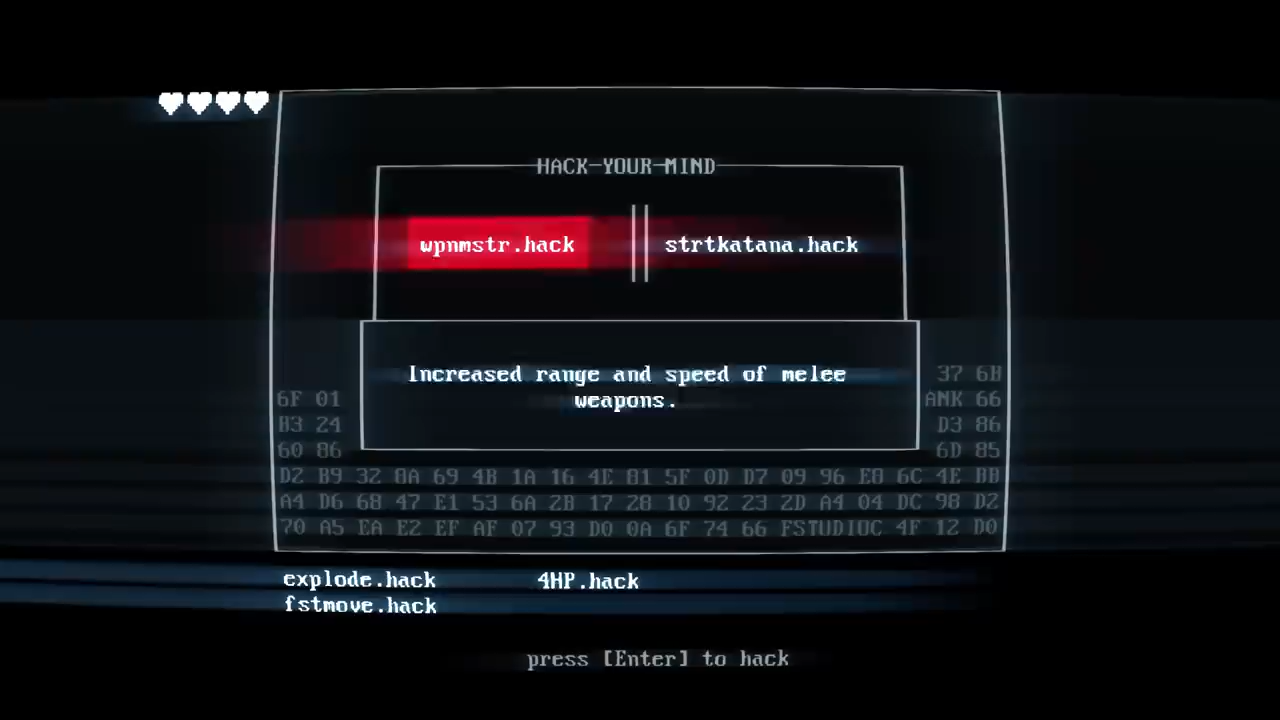 HACK-YOUR-MIND
wpnmstr.hack
strtkatana.hack
Increased range and speed of melee
weapons.
37 6B
6F 01
ANK 66
B3 24
D3 86
60 86
6D 85
D2 B9 32 8A 69 4B 1A 16 4E 81 5F 0D D7 09 96 E8 6C 4E BB
A4 D6 68 47 E1 53 6A 2B 17 28 10 92 23 2D A4 04 DC 98 D2
70 A5 EA E2 EF AF 07 93 D0 0A 6F 74 66 FSTUDIOC 4F 12 D0
explode.hack
4HP.hack
fstmove.hack
press [Enter] to hack